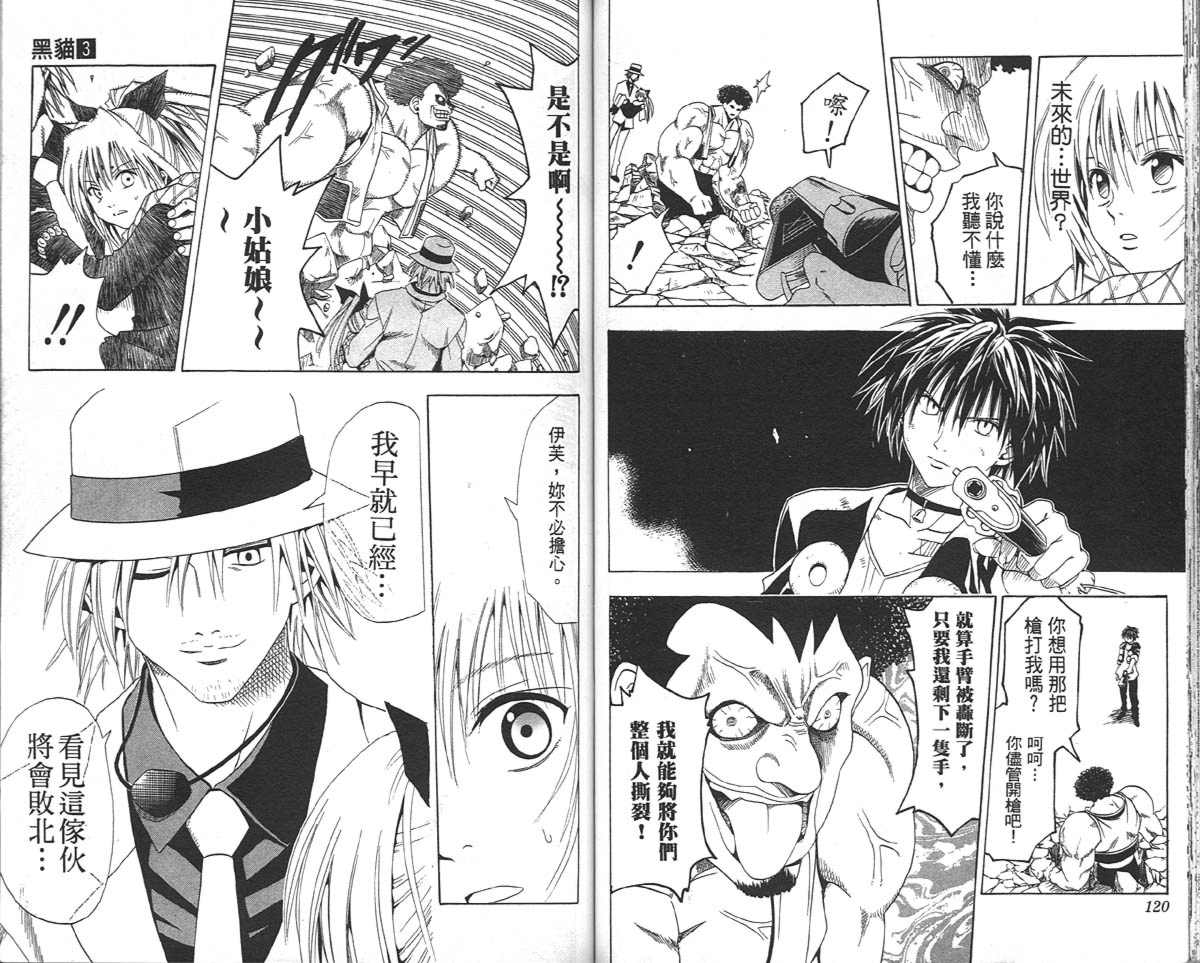 未來的…世界？
你說什麼
我聽不懂…
嚓！
！
你想用那把
槍打我嗎？
呵呵…
你儘管開槍吧！
就算手臂被轟斷了，
只要我還剩下一隻手，
我就能夠將你們
整個人撕裂！
120
黑貓3
是不是啊～～～～！？
ググッ
小姑娘～～～
！！
伊芙，妳不必擔心。
我早就已經…
看見這傢伙
將會敗北…